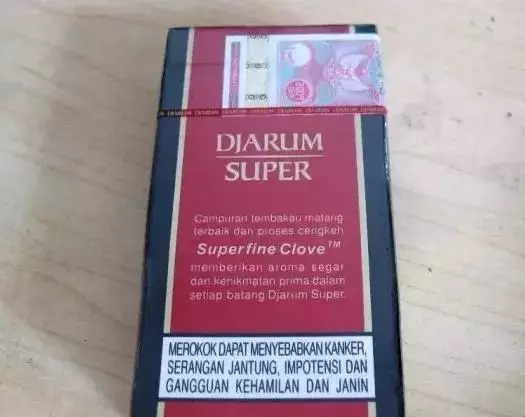 DJARUM
SUPER
Campuran tembakau matang
terbaik dan proses cengkeh
Superfine Clove™
memberikan aroma segar
dan kenikmatan prima dalam
setiap batang Djarum Super.
MEROKOK DAPAT MENYEBABKAN KANKER,
SERANGAN JANTUNG, IMPOTENSI DAN
GANGGUAN KEHAMILAN DAN JANIN